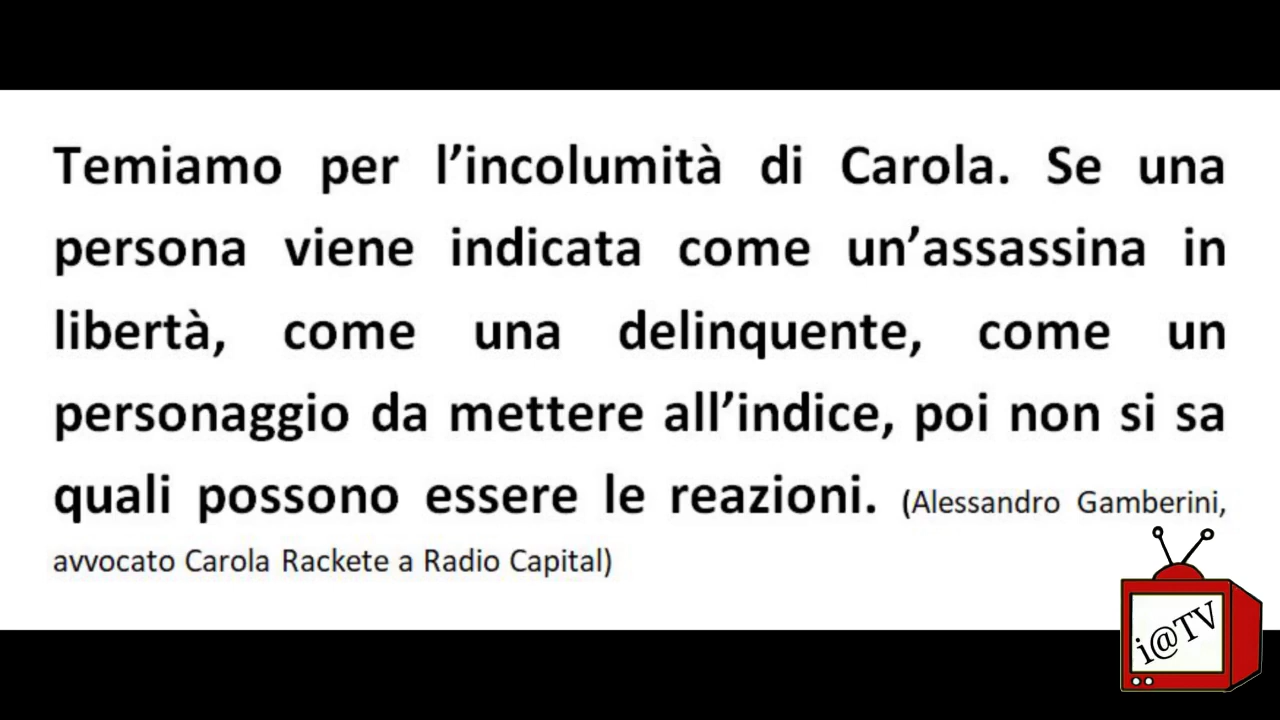 Temiamo per l’incolumità di Carola. Se una
persona viene indicata come un’assassina in
libertà, come una delinquente, come un
personaggio da mettere all’indice, poi non si sa
quali possono essere le reazioni. (Alessandro Gamberini,
avvocato Carola Rackete a Radio Capital)
i@TV